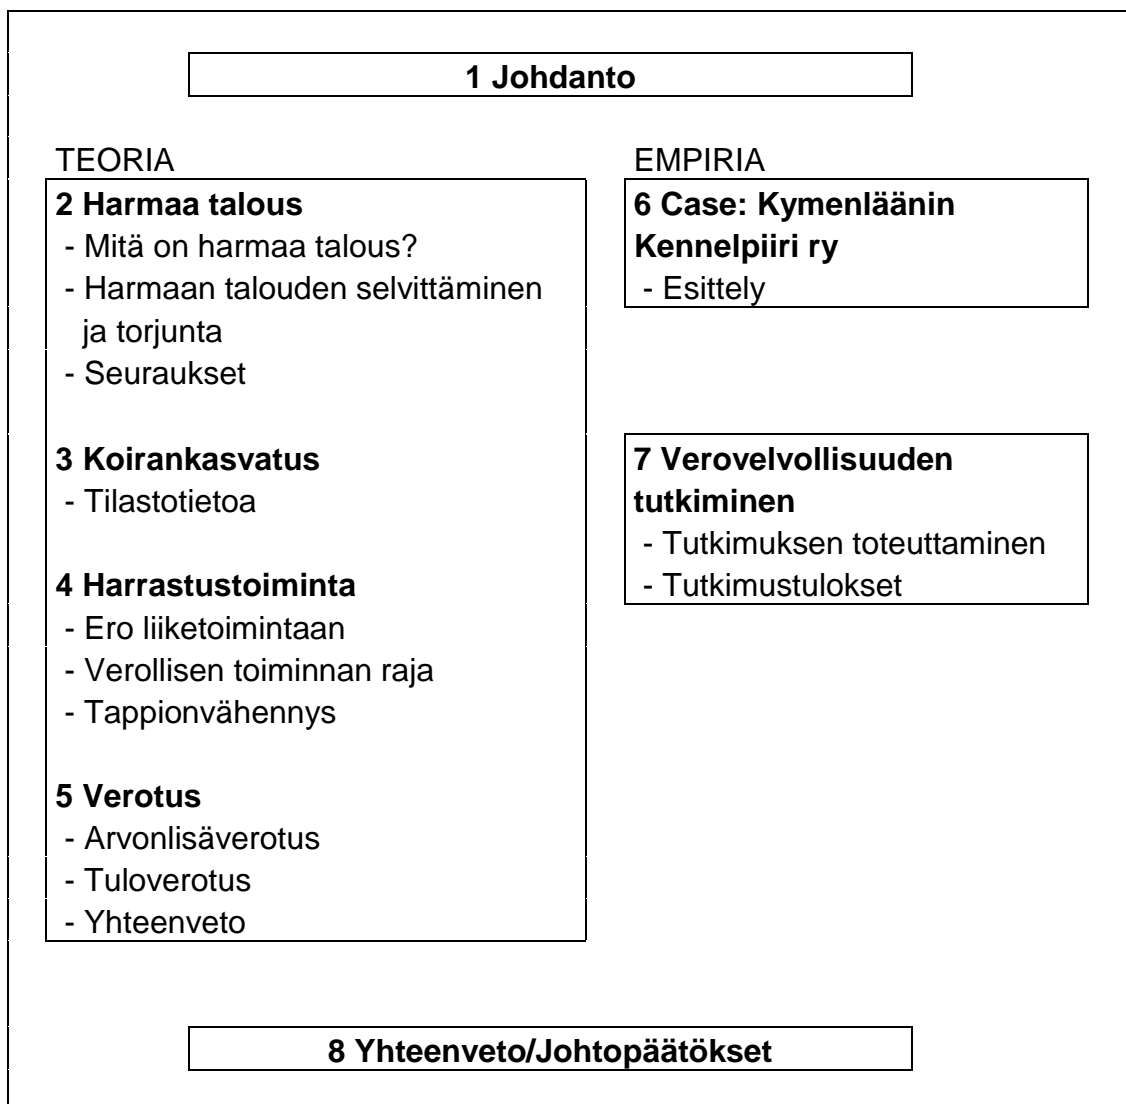 1 Johdanto
TEORIA
2 Harmaa talous
- Mitä on harmaa talous?
- Harmaan talouden selvittäminen
ja torjunta
- Seuraukset
3 Koirankasvatus
- Tilastotietoa
4 Harrastustoiminta
- Ero liiketoimintaan
- Verollisen toiminnan raja
- Tappionvähennys
5 Verotus
- Arvonlisäverotus
- Tuloverotus
- Yhteenveto
EMPIRIA
6 Case: Kymenläänin
Kennelpiiri ry
- Esittely
7 Verovelvollisuuden
tutkiminen
- Tutkimuksen toteuttaminen
- Tutkimustulokset
8 Yhteenveto/Johtopäätökset